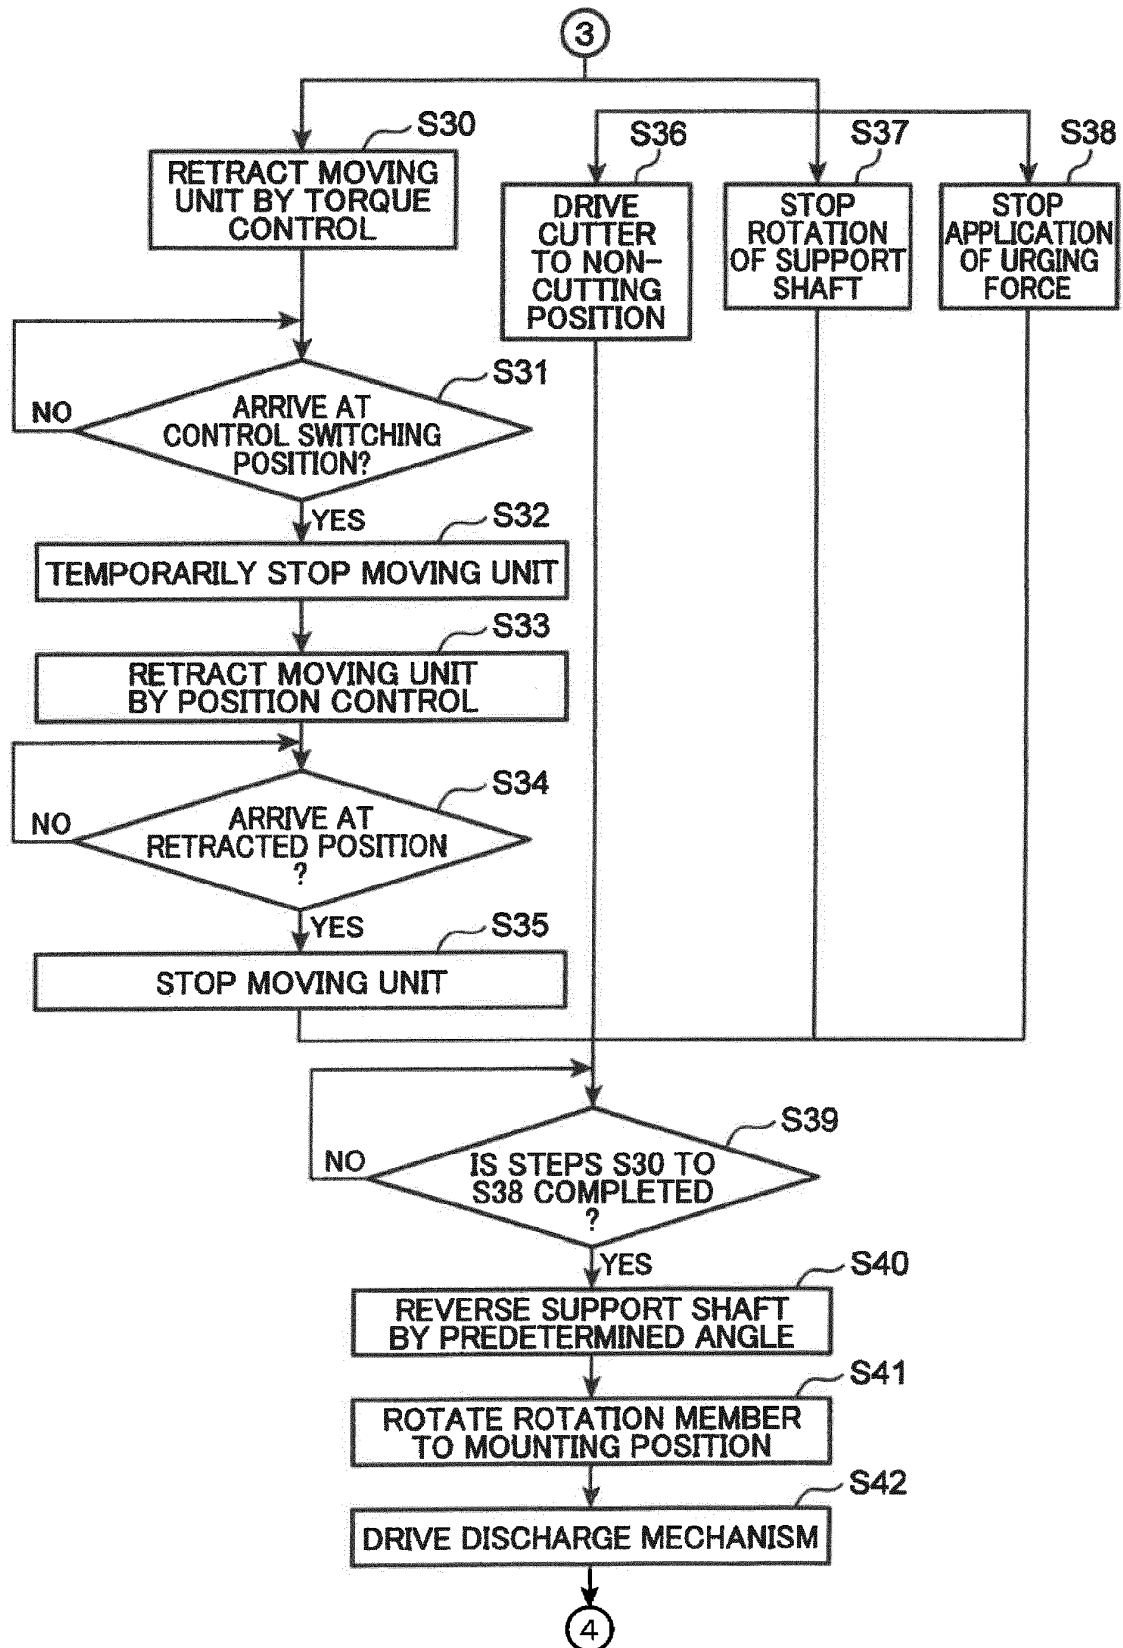 3
S30
RETRACT MOVING
UNIT BY TORQUE
CONTROL
S36
DRIVE
CUTTER
TO NON-
CUTTING
POSITION
S37
STOP
ROTATION
OF SUPPORT
SHAFT
S38
STOP
APPLICATION
OF URGING
FORCE
S31
NO
ARRIVE AT
CONTROL SWITCHING
POSITION?
YES
S32
TEMPORARILY STOP MOVING UNIT
S33
RETRACT MOVING UNIT
BY POSITION CONTROL
S34
NO
ARRIVE AT
RETRACTED POSITION
?
YES
S35
STOP MOVING UNIT
S39
NO
IS STEPS S30 TO
S38 COMPLETED
?
YES
S40
REVERSE SUPPORT SHAFT
BY PREDETERMINED ANGLE
S41
ROTATE ROTATION MEMBER
TO MOUNTING POSITION
S42
DRIVE DISCHARGE MECHANISM
4